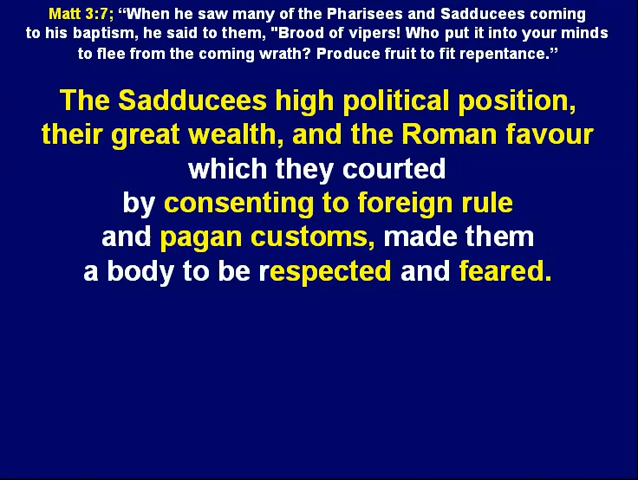 Matt 3:7; “When he saw many of the Pharisees and Sadducees coming
to his baptism, he said to them, "Brood of vipers! Who put it into your minds
to flee from the coming wrath? Produce fruit to fit repentance.”
The Sadducees high political position,
their great wealth, and the Roman favour
which they courted
by consenting to foreign rule
and pagan customs, made them
a body to be respected and feared.